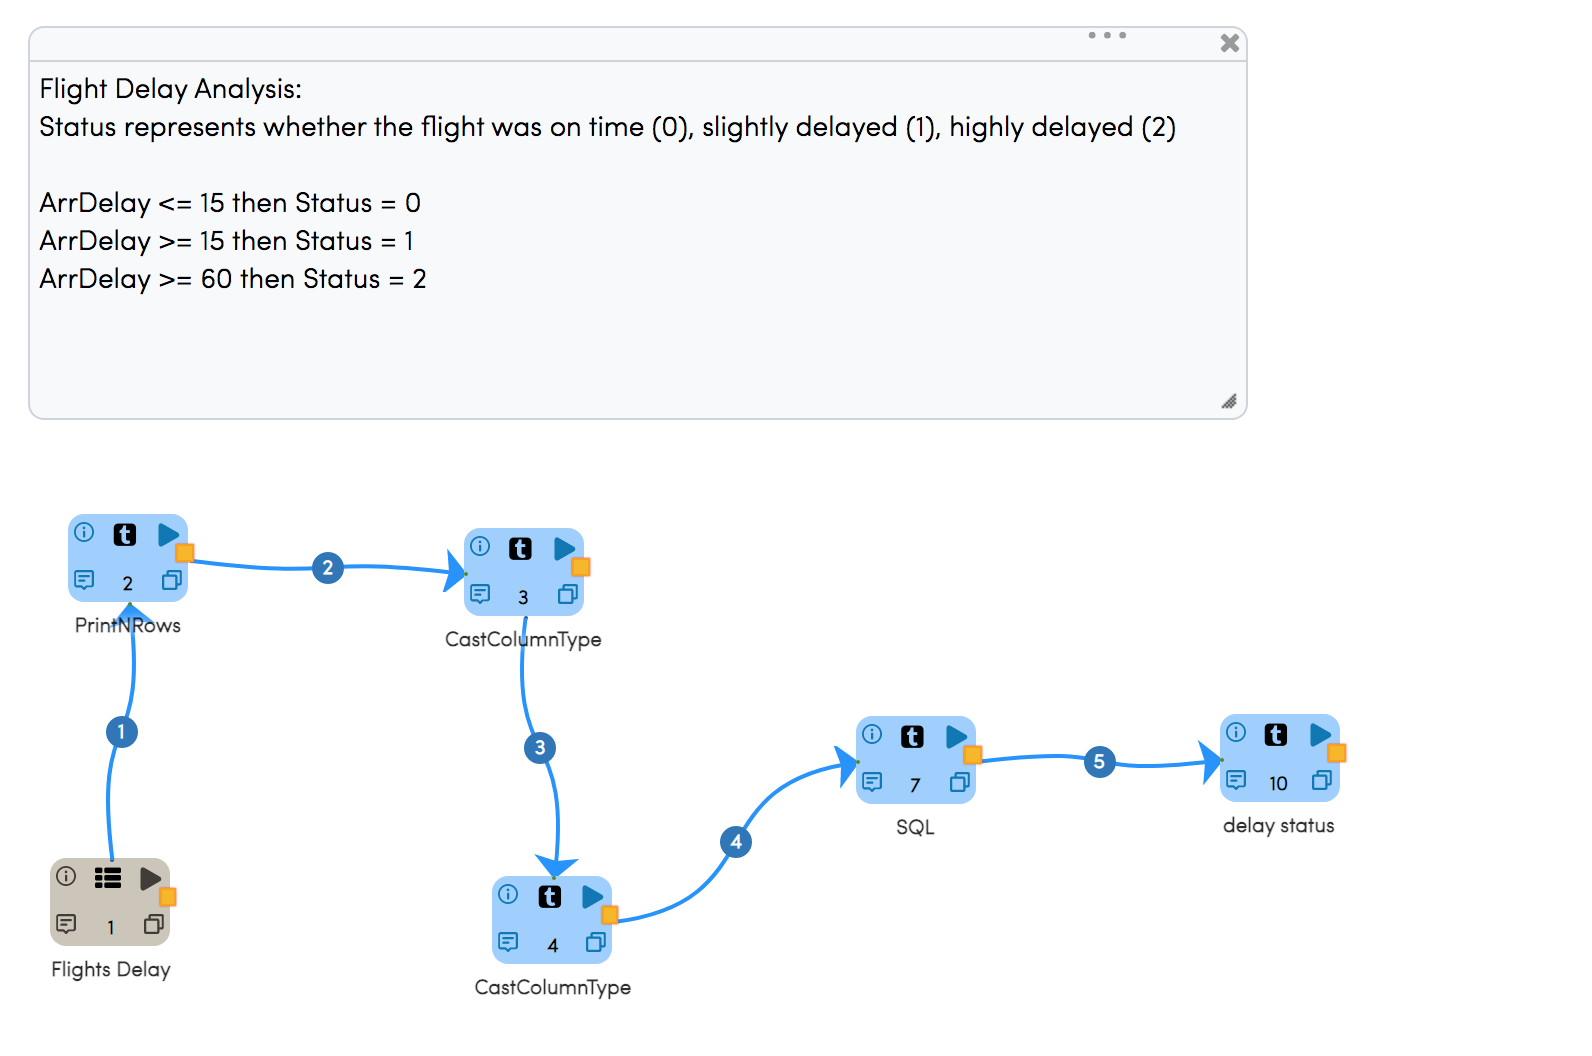 Flight Delay Analysis:
Status represents whether the flight was on time (0), slightly delayed (1), highly delayed (2)
ArrDelay <= 15 then Status = 0
ArrDelay >= 15 then Status = 1
ArrDelay >= 60 then Status = 2
t
2
PrintNRows
2
t
3
CastColumnType
1
3
t
7
SQL
5
t
10
delay status
4
1
Flights Delay
t
4
CastColumnType